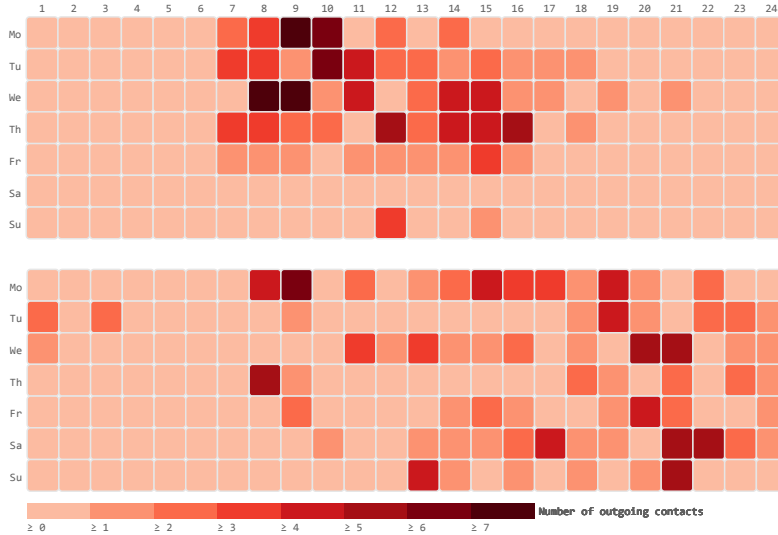 1 2 3 4 5 6 7 8 9 10 11 12 13 14 15 16 17 18 19 20 21 22 23 24
Mo
Tu
We
Th
Fr
Sa
Su
Mo
Tu
We
Th
Fr
Sa
Su
Number of outgoing contacts
≥ 0 ≥ 1 ≥ 2 ≥ 3 ≥ 4 ≥ 5 ≥ 6 ≥ 7